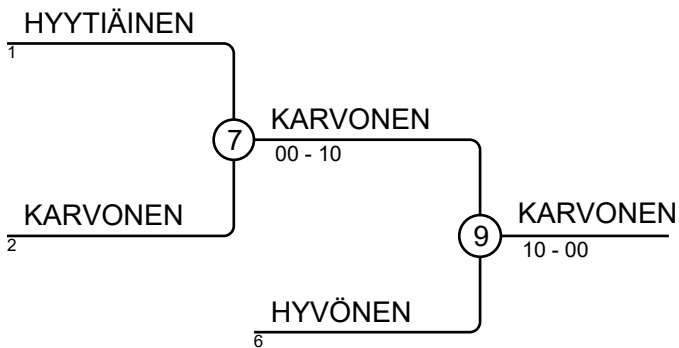 HYYTIÄINEN
1
7
KARVONEN
00 - 10
KARVONEN
2
9
KARVONEN
10 - 00
HYVÖNEN
6